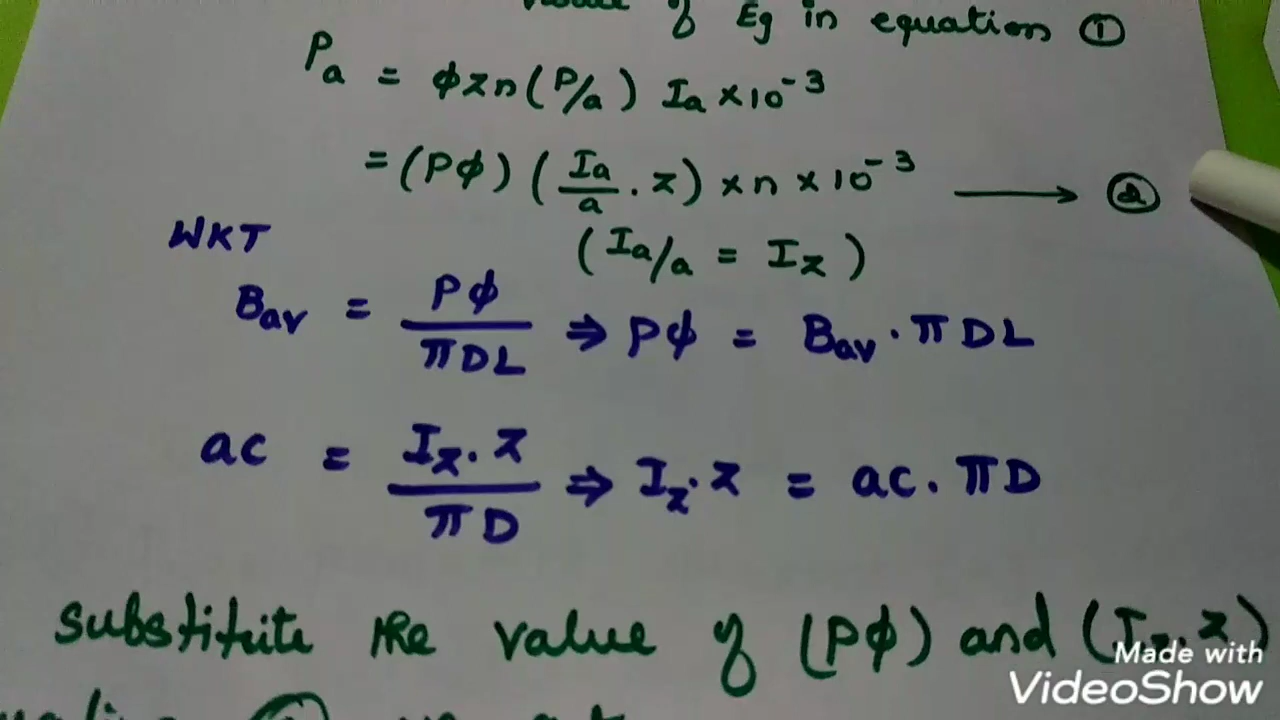 of Eg in equation ①
Pa = φzn(P/a) Ia×10⁻³
= (Pφ) (Ia/a . z) × n × 10⁻³ ⟶ ②
(Ia/a = Iz)
WKT
Bav = Pφ/πDL ⇒ Pφ = Bav . πDL
ac = Iz.z/πD ⇒ Iz.z = ac. πD
substitute the value of (Pφ) and (Iz.z)
Made with
VideoShow